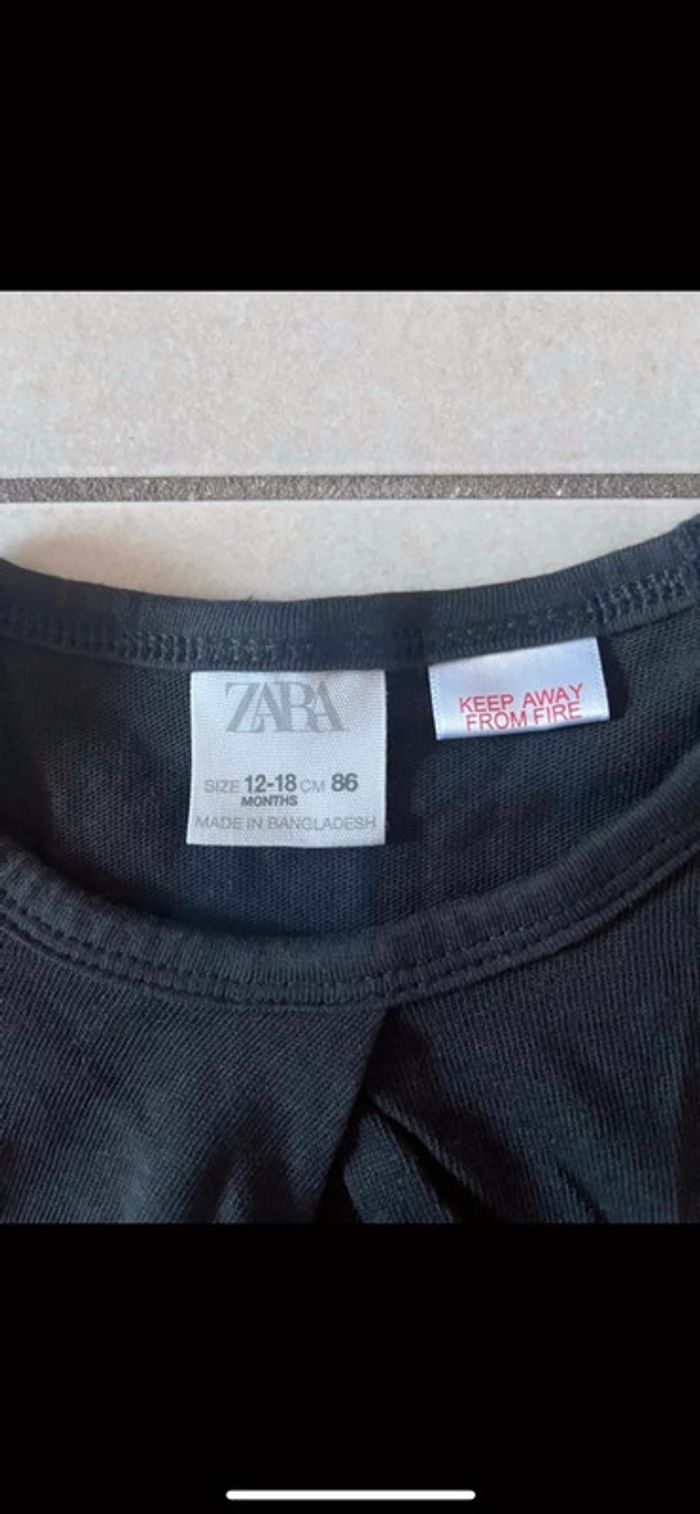 ZARA
SIZE 12-18 CM 86
MONTHS
MADE IN BANGLADESH
KEEP AWAY
FROM FIRE